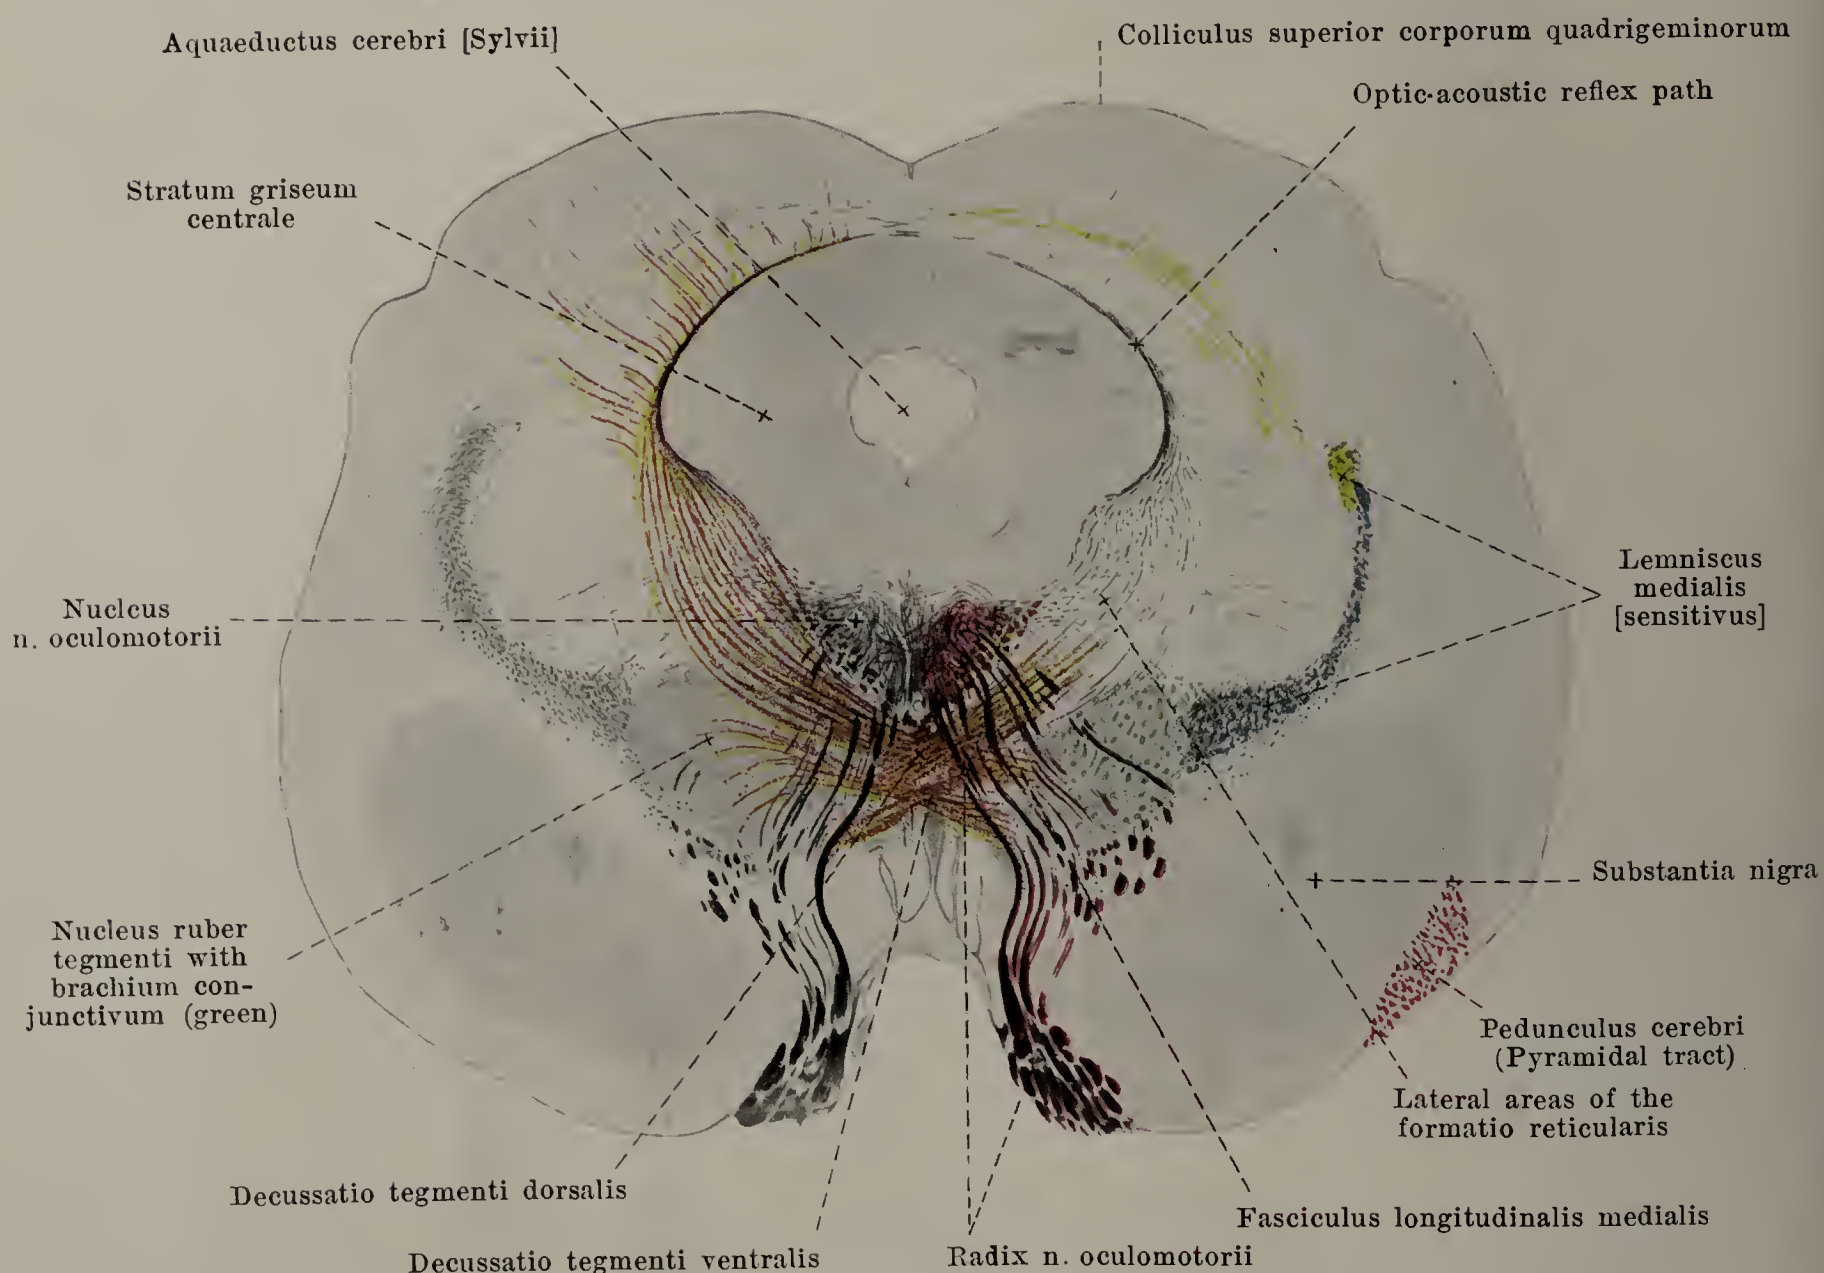 Aquaeductus cerebri [Sylvii]
Colliculus superior corporum quadrigeminorum
Optic-acoustic reflex path
Stratum griseum
centrale
Lemniscus
medialis
[sensitivus]
Nucleus
n. oculomotorii
Substantia nigra
Nucleus ruber
tegmenti with
brachium con-
junctivum (green)
Pedunculus cerebri
(Pyramidal tract)
Lateral areas of the
formatio reticularis
Decussatio tegmenti dorsalis
Fasciculus longitudinalis medialis
Decussatio tegmenti ventralis
Radix n. oculomotorii